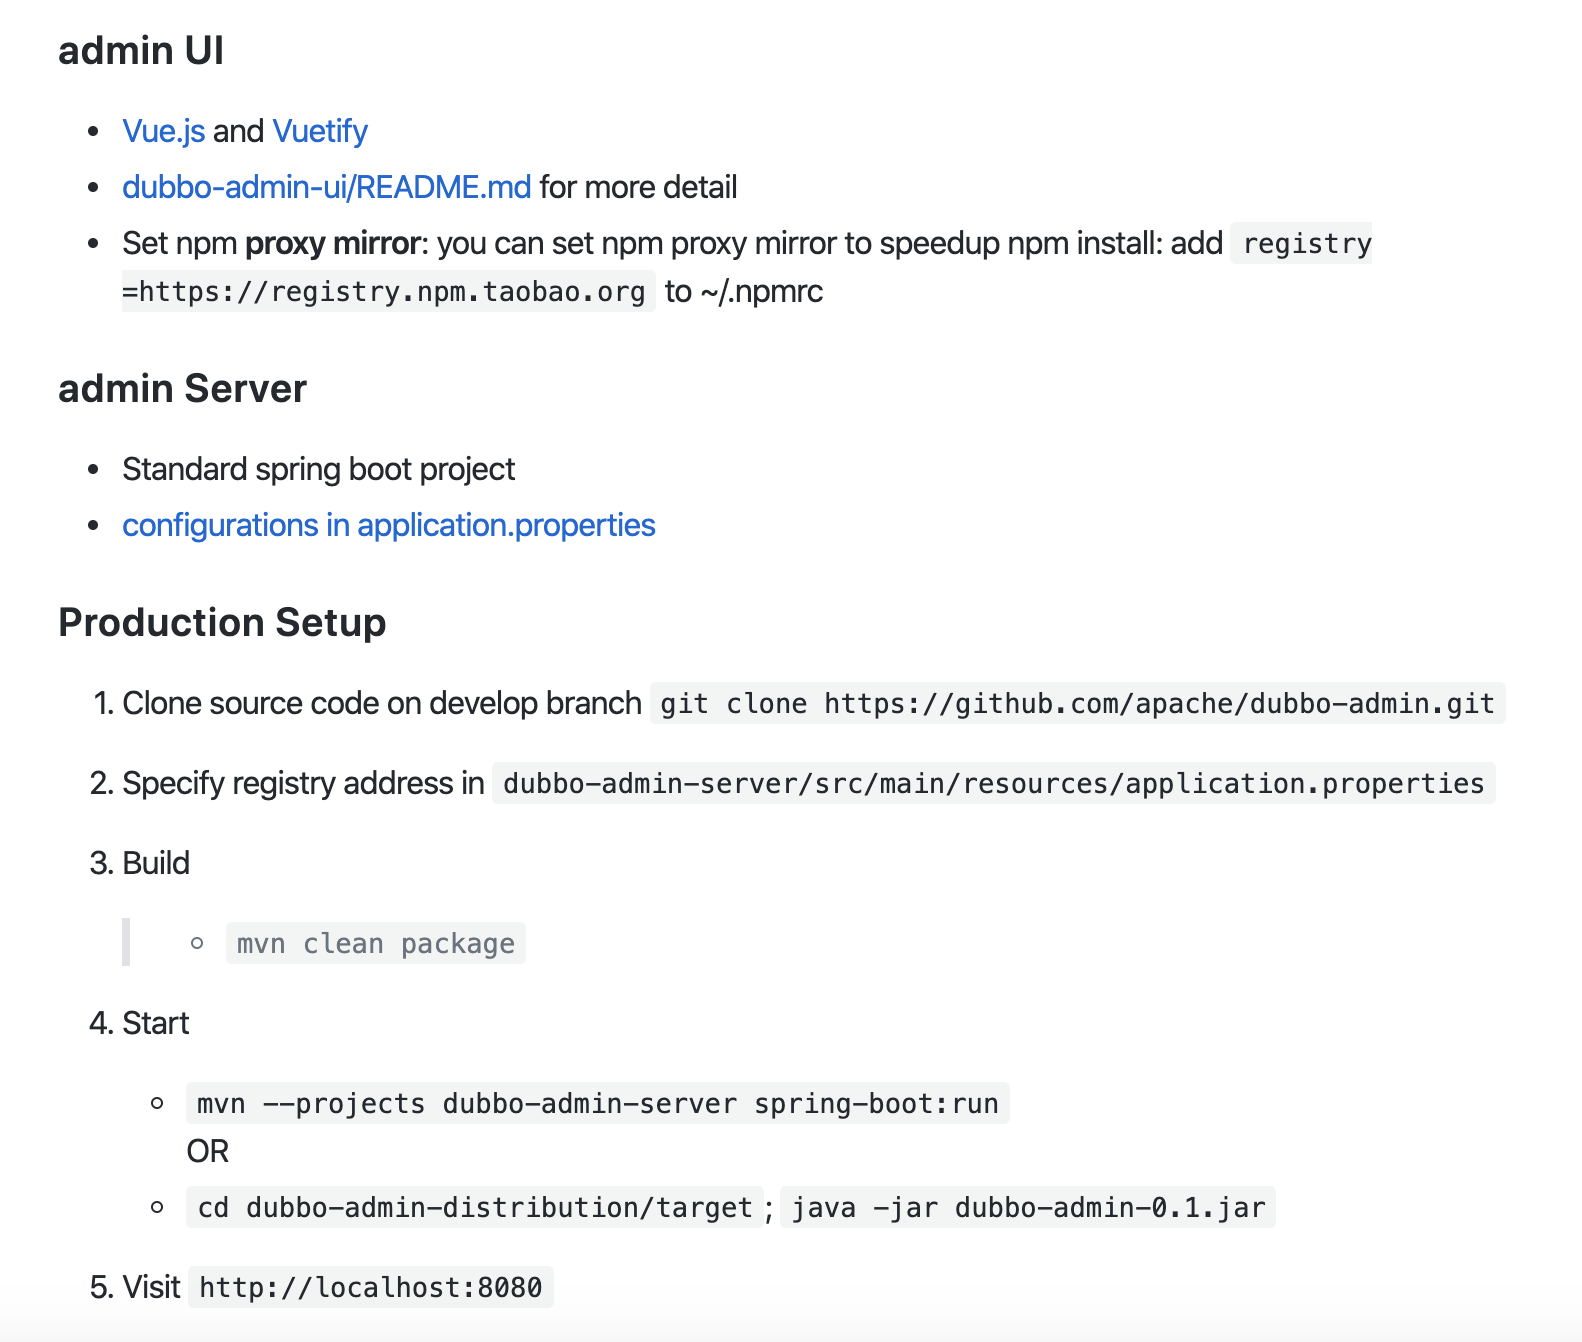 admin UI
Vue.js and Vuetify
dubbo-admin-ui/README.md for more detail
Set npm proxy mirror: you can set npm proxy mirror to speedup npm install: add registry
=https://registry.npm.taobao.org to ~/.npmrc
admin Server
Standard spring boot project
configurations in application.properties
Production Setup
1. Clone source code on develop branch git clone https://github.com/apache/dubbo-admin.git
2. Specify registry address in dubbo-admin-server/src/main/resources/application.properties
3. Build
mvn clean package
4. Start
mvn --projects dubbo-admin-server spring-boot:run
OR
cd dubbo-admin-distribution/target; java -jar dubbo-admin-0.1.jar
5. Visit http://localhost:8080